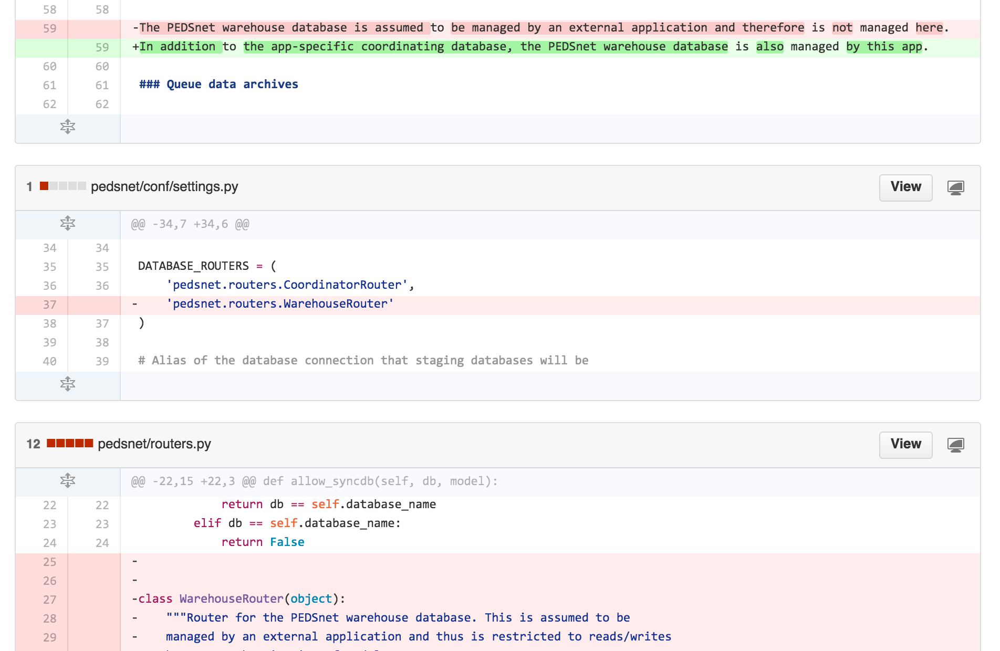 58 58
59 -The PEDSnet warehouse database is assumed to be managed by an external application and therefore is not managed here.
59 +In addition to the app-specific coordinating database, the PEDSnet warehouse database is also managed by this app.
60 60
61 61 ### Queue data archives
62 62
1 pedsnet/conf/settings.py View
@@ -34,7 +34,6 @@
34 34
35 35 DATABASE_ROUTERS = (
36 36 'pedsnet.routers.CoordinatorRouter',
37 - 'pedsnet.routers.WarehouseRouter'
38 37 )
39 38
40 39 # Alias of the database connection that staging databases will be
12 pedsnet/routers.py View
@@ -22,15 +22,3 @@ def allow_syncdb(self, db, model):
22 22 return db == self.database_name
23 23 elif db == self.database_name:
24 24 return False
25 -
26 -
27 -class WarehouseRouter(object):
28 - """Router for the PEDSnet warehouse database. This is assumed to be
29 - managed by an external application and thus is restricted to reads/writes